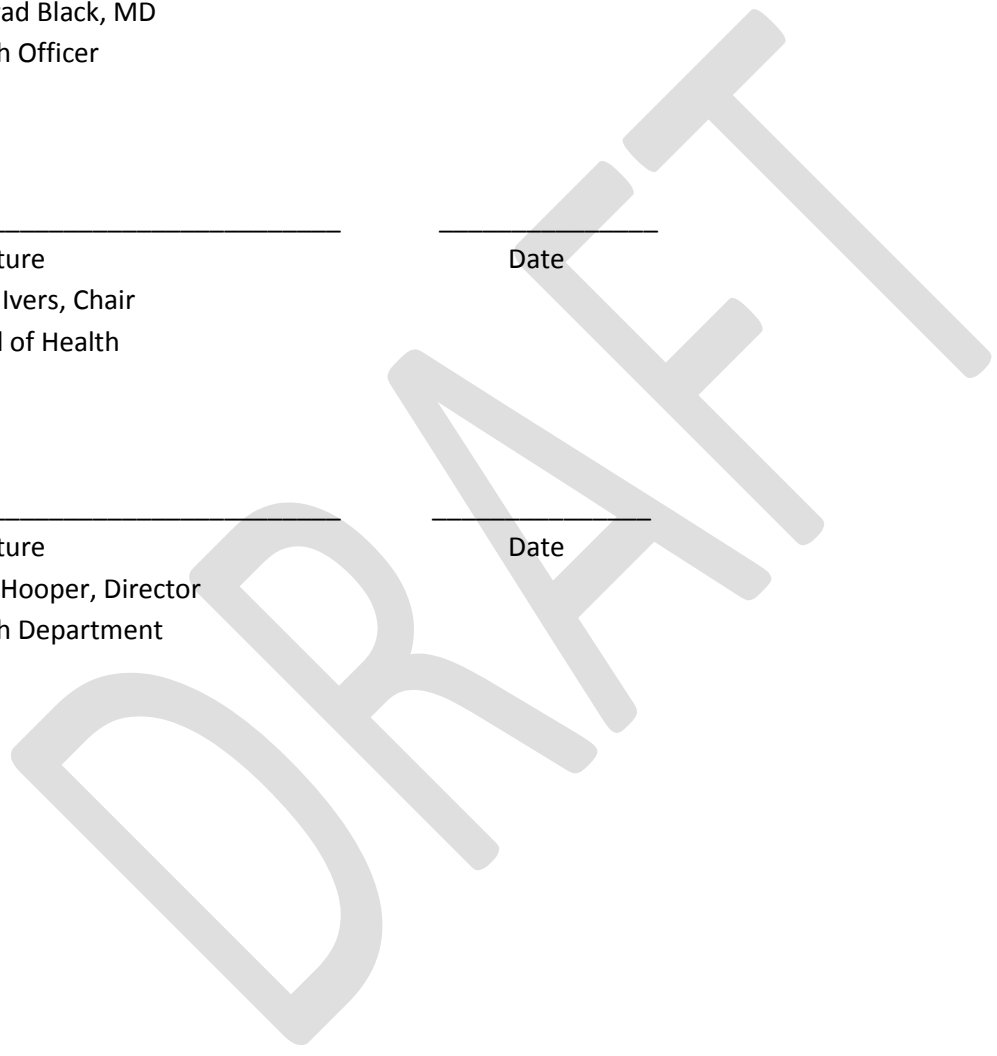 ad Black, MD
h Officer
ture Date
Ivers, Chair
of Health
ture Date
Hooper, Director
h Department
DRAFT